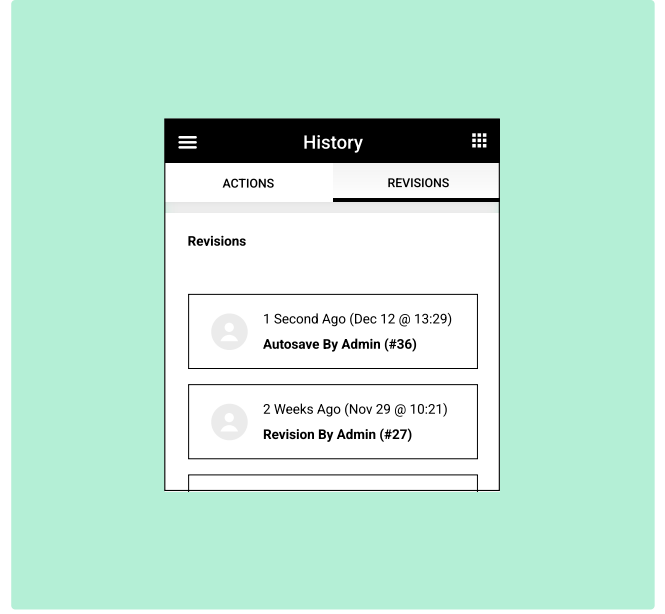 History
ACTIONS
REVISIONS
Revisions
1 Second Ago (Dec 12 @ 13:29)
Autosave By Admin (#36)
2 Weeks Ago (Nov 29 @ 10:21)
Revision By Admin (#27)